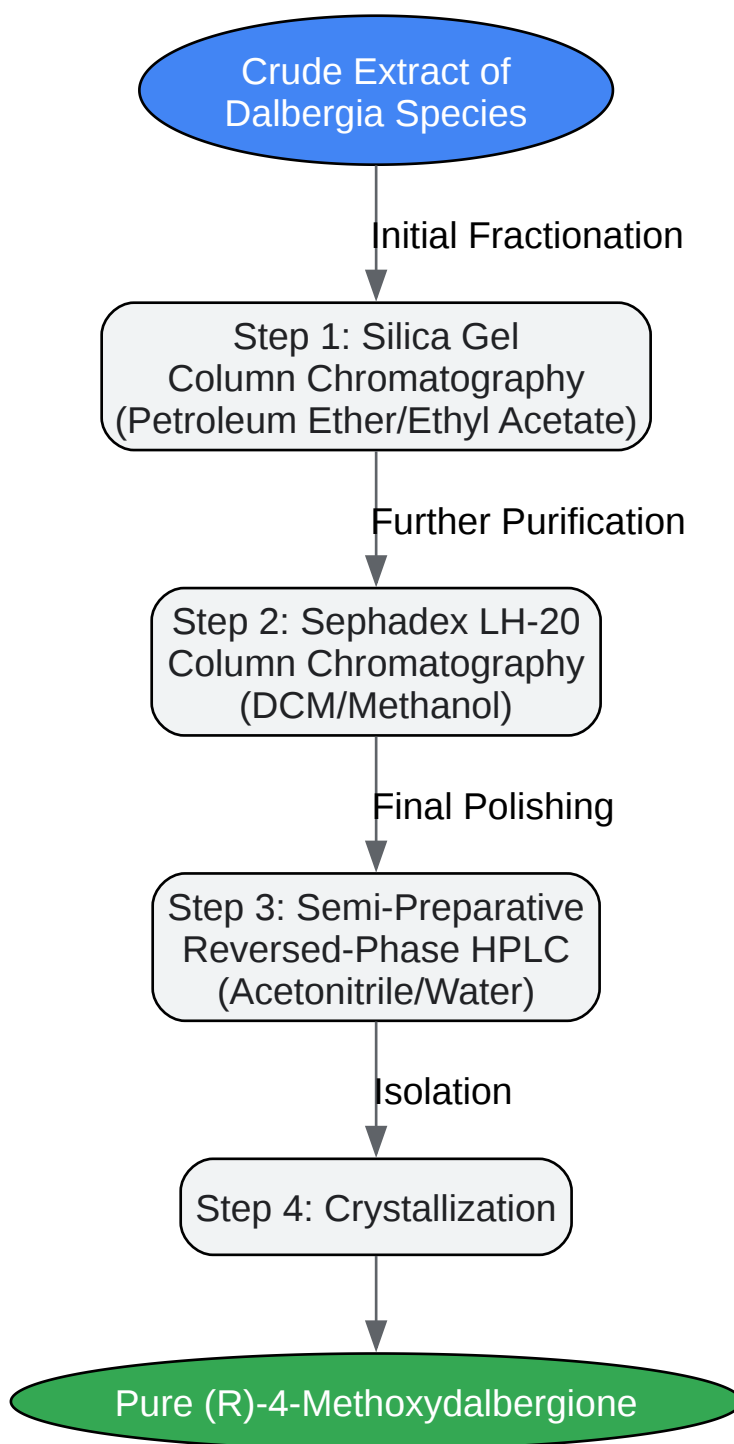 Crude Extract of
Dalbergia Species
Initial Fractionation
Step 1: Silica Gel
Column Chromatography
(Petroleum Ether/Ethyl Acetate)
Further Purification
Step 2: Sephadex LH-20
Column Chromatography
(DCM/Methanol)
Final Polishing
Step 3: Semi-Preparative
Reversed-Phase HPLC
(Acetonitrile/Water)
Isolation
Step 4: Crystallization
Pure (R)-4-Methoxydalbergione